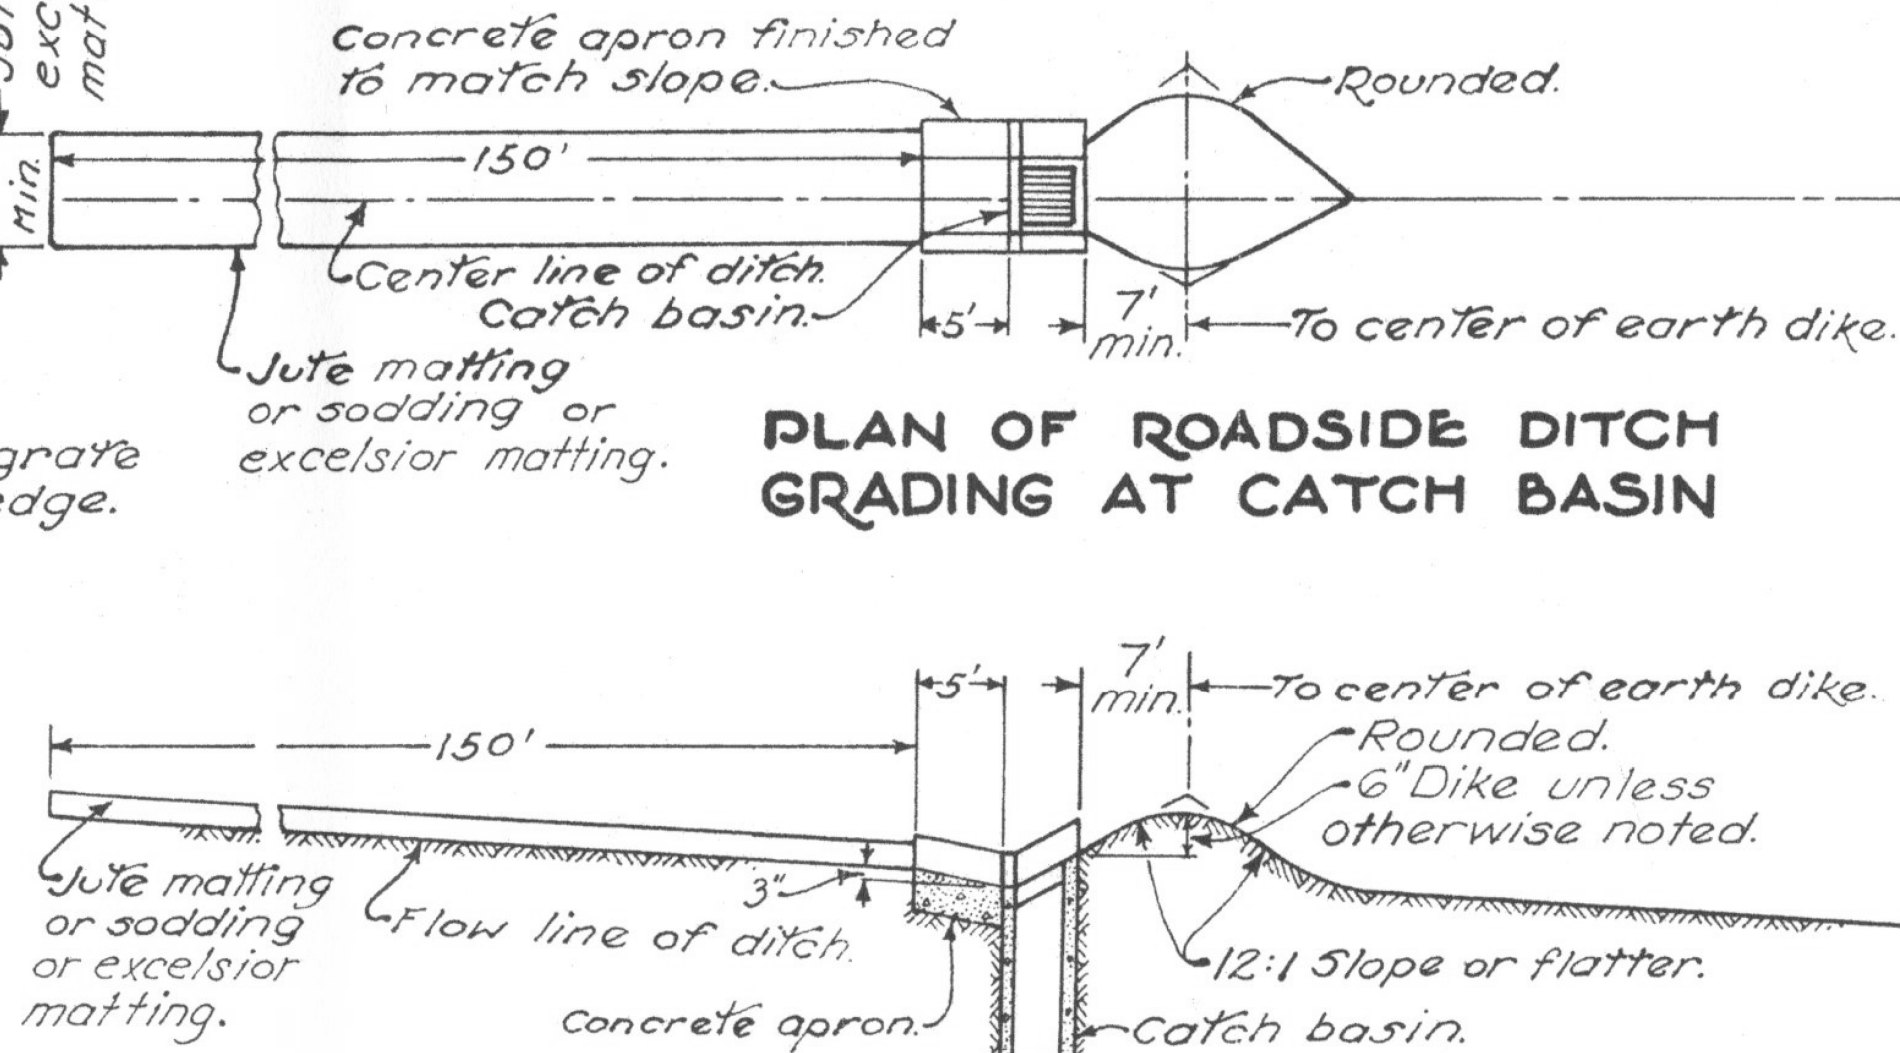 exc
mat
Min.
grate
edge.
Concrete apron finished
to match slope.
Rounded.
150'
Center line of ditch.
Catch basin.
5'
7'
min.
To center of earth dike.
Jute matting
or sodding or
excelsior matting.
PLAN OF ROADSIDE DITCH
GRADING AT CATCH BASIN
150'
5'
7'
min.
To center of earth dike.
Rounded.
6" Dike unless
otherwise noted.
3"
Jute matting
or sodding
or excelsior
matting.
Flow line of ditch.
12:1 Slope or flatter.
Concrete apron.
Catch basin.